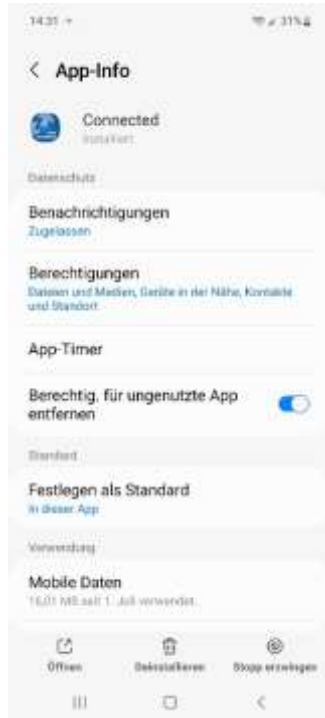 14:31
31%
App-Info
Connected
Installiert
Datenschutz
Benachrichtigungen
Zugelassen
Berechtigungen
Dateien und Medien, Geräte in der Nähe, Kontakte
und Standort
App-Timer
Berechtig. für ungenutzte App
entfernen
Standard
Festlegen als Standard
In dieser App
Verwendung
Mobile Daten
16,01 MB seit 1. Juli verwendet.
Öffnen
Deinstallieren
Stopp erzwingen